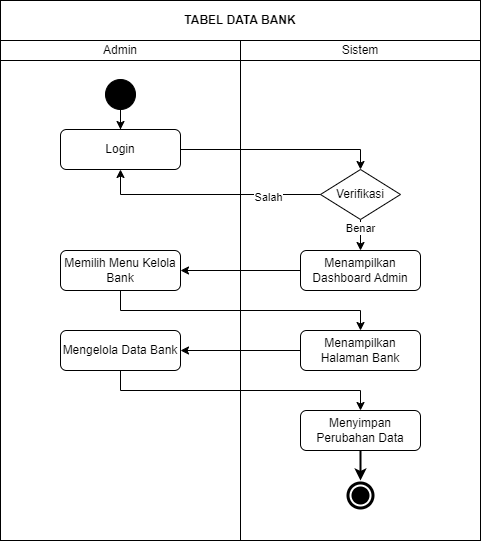 TABEL DATA BANK
Admin
Sistem
Login
Verifikasi
Salah
Benar
Menampilkan
Dashboard Admin
Memilih Menu Kelola
Bank
Menampilkan
Halaman Bank
Mengelola Data Bank
Menyimpan
Perubahan Data